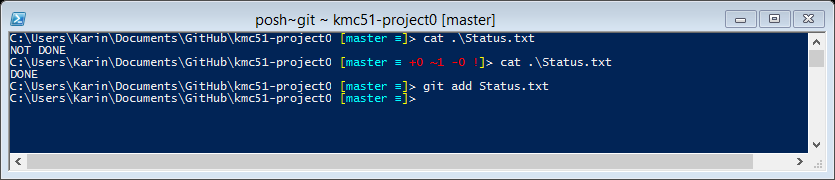 posh~git ~ kmc51-project0 [master]
C:\Users\Karin\Documents\GitHub\kmc51-project0 [master ≡]> cat .\Status.txt
NOT DONE
C:\Users\Karin\Documents\GitHub\kmc51-project0 [master ≡ +0 ~1 -0 !]> cat .\Status.txt
DONE
C:\Users\Karin\Documents\GitHub\kmc51-project0 [master ≡]> git add Status.txt
C:\Users\Karin\Documents\GitHub\kmc51-project0 [master ≡]>